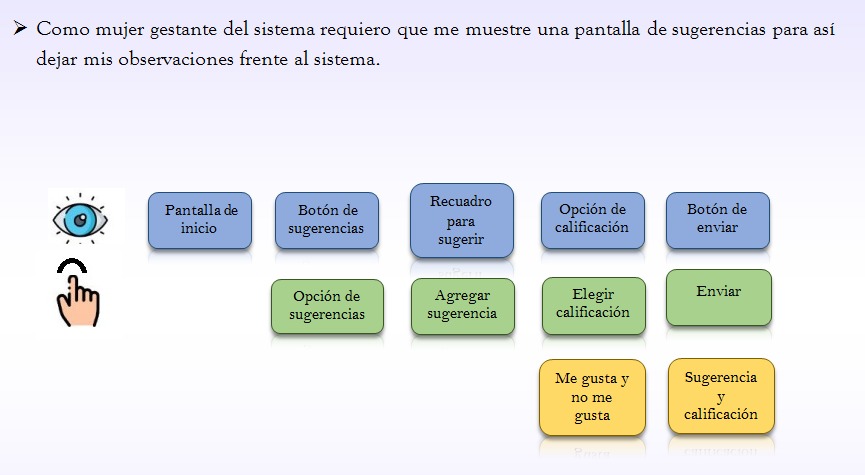 Como mujer gestante del sistema requiero que me muestre una pantalla de sugerencias para así
dejar mis observaciones frente al sistema.
Pantalla de
inicio
Botón de
sugerencias
Recuadro
para
sugerir
Opción de
calificación
Botón de
enviar
Opción de
sugerencias
Agregar
sugerencia
Elegir
calificación
Enviar
Me gusta y
no me
gusta
Sugerencia
y
calificación